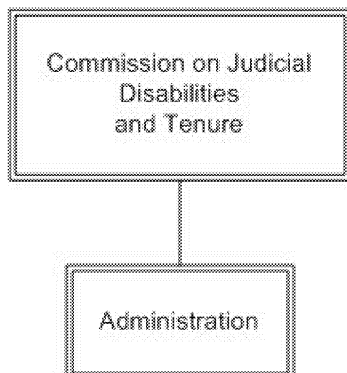 Commission on Judicial
Disabilities
and Tenure
Administration